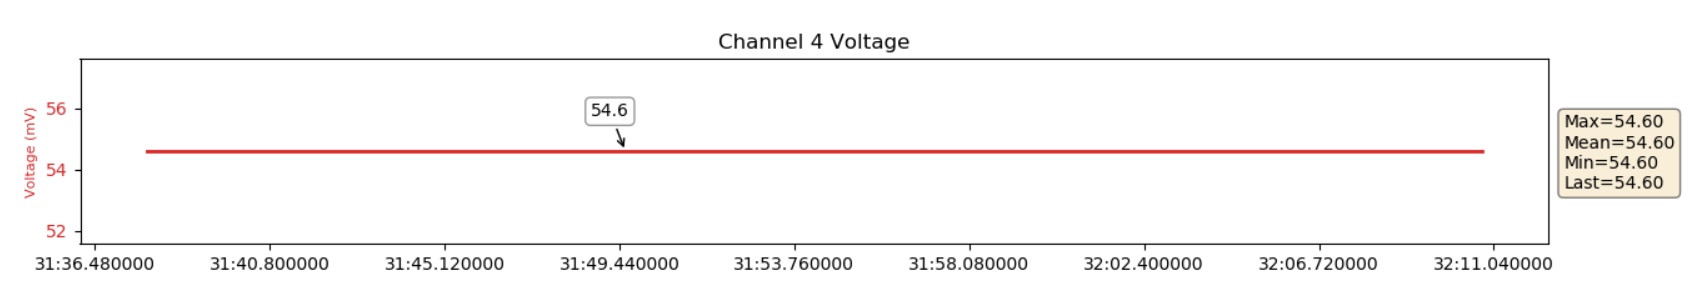 Channel 4 Voltage
Voltage (mV)
56
54
52
54.6
Max=54.60
Mean=54.60
Min=54.60
Last=54.60
31:36.480000
31:40.800000
31:45.120000
31:49.440000
31:53.760000
31:58.080000
32:02.400000
32:06.720000
32:11.040000